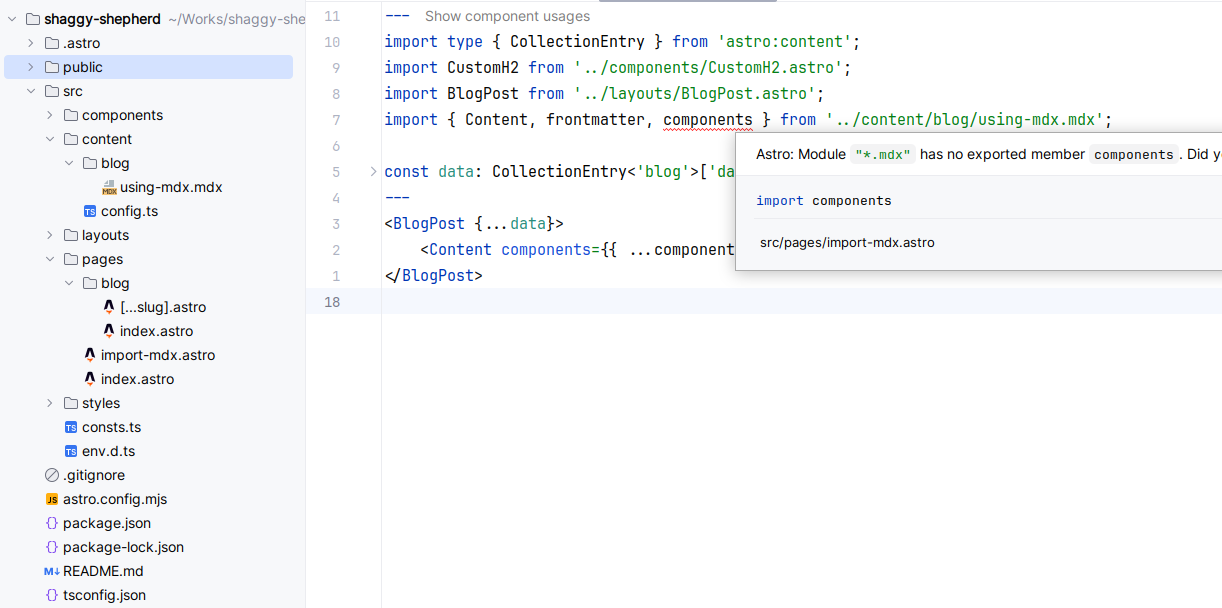 shaggy-shepherd ~/Works/shaggy-she
.astro
public
src
components
content
blog
using-mdx.mdx
config.ts
layouts
pages
blog
[...slug].astro
index.astro
import-mdx.astro
index.astro
styles
consts.ts
env.d.ts
.gitignore
astro.config.mjs
package.json
package-lock.json
README.md
tsconfig.json
11 --- Show component usages
10 import type { CollectionEntry } from 'astro:content';
9 import CustomH2 from '../components/CustomH2.astro';
8 import BlogPost from '../layouts/BlogPost.astro';
7 import { Content, frontmatter, components } from '../content/blog/using-mdx.mdx';
6
5 const data: CollectionEntry<'blog'>['da
4 ---
3 <BlogPost {...data}>
2 <Content components={{ ...component
1 </BlogPost>
18
Astro: Module "*.mdx" has no exported member components. Did y
import components
src/pages/import-mdx.astro